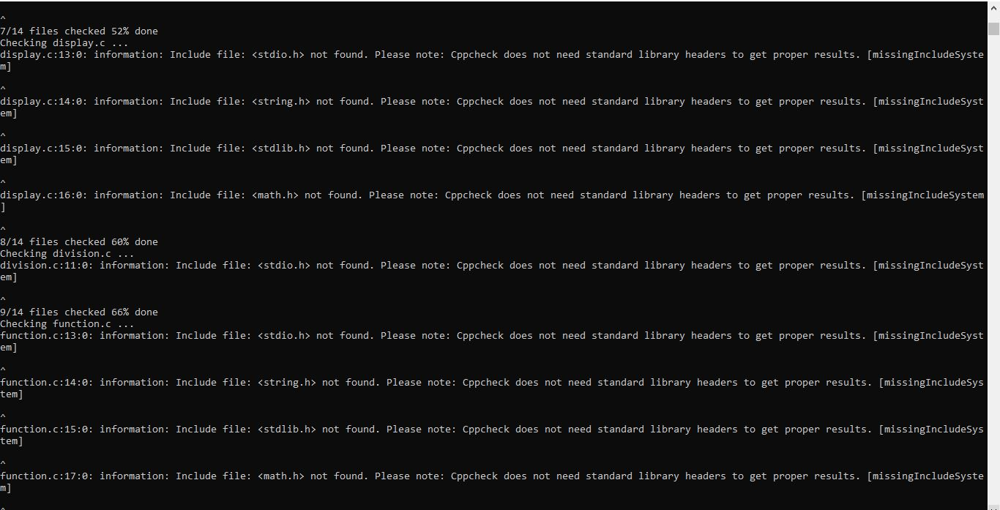 ^
7/14 files checked 52% done
Checking display.c ...
display.c:13:0: information: Include file: <stdio.h> not found. Please note: Cppcheck does not need standard library headers to get proper results. [missingIncludeSyste
m]
^
display.c:14:0: information: Include file: <string.h> not found. Please note: Cppcheck does not need standard library headers to get proper results. [missingIncludeSyst
em]
^
display.c:15:0: information: Include file: <stdlib.h> not found. Please note: Cppcheck does not need standard library headers to get proper results. [missingIncludeSyst
em]
^
display.c:16:0: information: Include file: <math.h> not found. Please note: Cppcheck does not need standard library headers to get proper results. [missingIncludeSystem
]
^
8/14 files checked 60% done
Checking division.c ...
division.c:11:0: information: Include file: <stdio.h> not found. Please note: Cppcheck does not need standard library headers to get proper results. [missingIncludeSyst
em]
^
9/14 files checked 66% done
Checking function.c ...
function.c:13:0: information: Include file: <stdio.h> not found. Please note: Cppcheck does not need standard library headers to get proper results. [missingIncludeSyst
em]
^
function.c:14:0: information: Include file: <string.h> not found. Please note: Cppcheck does not need standard library headers to get proper results. [missingIncludeSys
tem]
^
function.c:15:0: information: Include file: <stdlib.h> not found. Please note: Cppcheck does not need standard library headers to get proper results. [missingIncludeSys
tem]
^
function.c:17:0: information: Include file: <math.h> not found. Please note: Cppcheck does not need standard library headers to get proper results. [missingIncludeSyste
m]
^